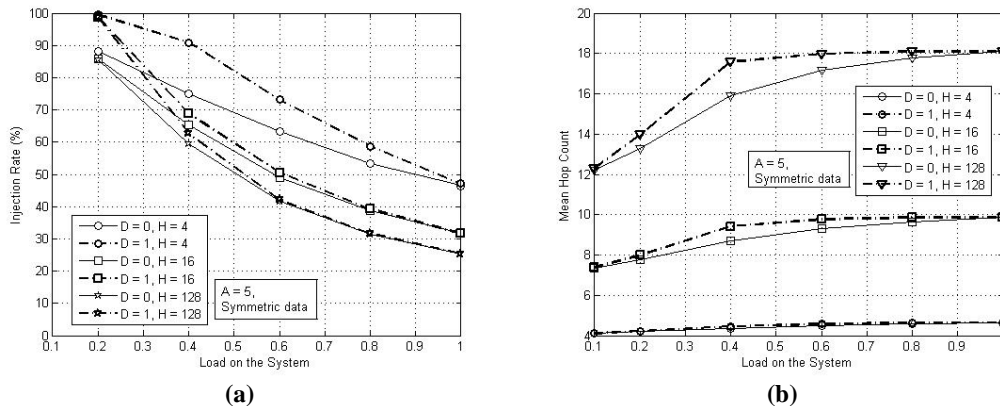 100
90
80
70
60
50
40
30
20
10
0
Injection Rate (%)
D = 0, H = 4
D = 1, H = 4
D = 0, H = 16
D = 1, H = 16
D = 0, H = 128
D = 1, H = 128
A = 5,
Symmetric data
0.1 0.2 0.3 0.4 0.5 0.6 0.7 0.8 0.9 1
Load on the System
(a)
20
18
16
14
12
10
8
6
4
Mean Hop Count
D = 0, H = 4
D = 1, H = 4
D = 0, H = 16
D = 1, H = 16
D = 0, H = 128
D = 1, H = 128
A = 5,
Symmetric data
0.1 0.2 0.3 0.4 0.5 0.6 0.7 0.8 0.9
Load on the System
(b)